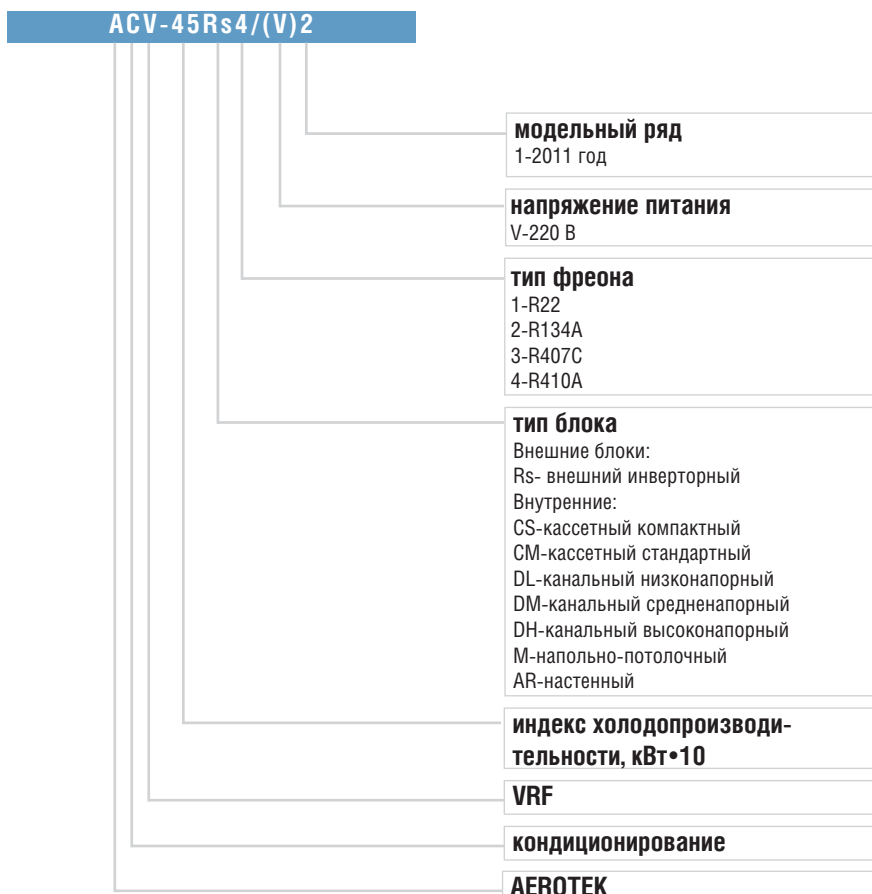 ACV-45Rs4/(V)2
модельный ряд
1-2011 год
напряжение питания
V-220 В
тип фреона
1-R22
2-R134A
3-R407C
4-R410A
тип блока
Внешние блоки:
Rs- внешний инверторный
Внутренние:
CS-кассетный компактный
CM-кассетный стандартный
DL-канальный низконапорный
DM-канальный средненапорный
DH-канальный высоконапорный
M-напольно-потолочный
AR-настенный
индекс холодопроизводи-
тельности, кВт•10
VRF
кондиционирование
AEROTEK